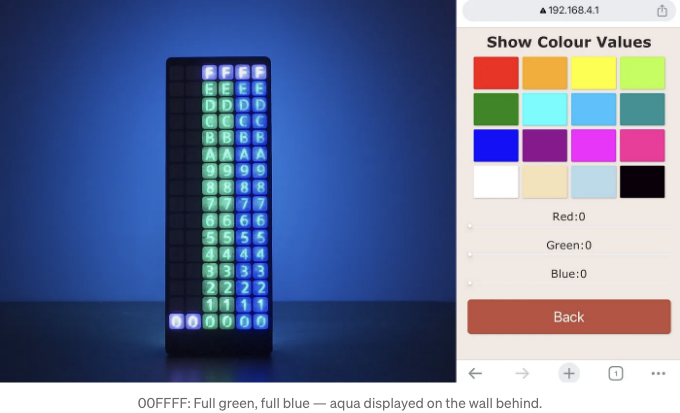 F F F F
E E E E
D D D D
C C C C
B B B B
A A A A
9 9 9 9
8 8 8 8
7 7 7 7
6 6 6 6
5 5 5 5
4 4 4 4
3 3 3 3
2 2 2 2
1 1 1 1
0 0 0 0 0 0
192.168.4.1
Show Colour Values
Red:0
Green:0
Blue:0
Back
1
00FFFF: Full green, full blue — aqua displayed on the wall behind.